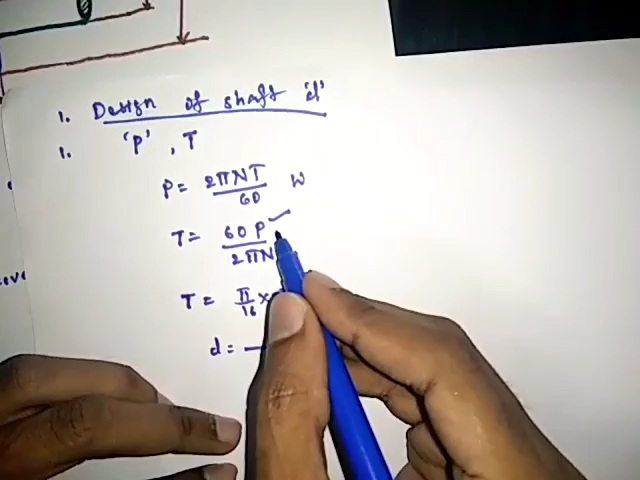 1. Design of shaft 'd'
1. 'P' , T
P = 2πNT / 60 W
T = 60 P / 2πN
T = π/16 ×
d = —